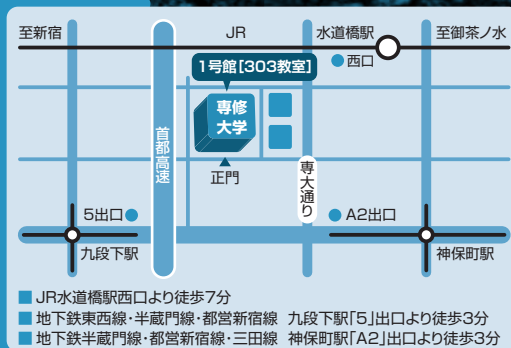 至新宿
JR
水道橋駅
至御茶ノ水
西口
1号館[303教室]
専修
大学
首都高速
正門
専大通り
5出口
A2出口
九段下駅
神保町駅
JR水道橋駅西口より徒歩7分
地下鉄東西線・半蔵門線・都営新宿線 九段下駅「5」出口より徒歩3分
地下鉄半蔵門線・都営新宿線・三田線 神保町駅「A2」出口より徒歩3分